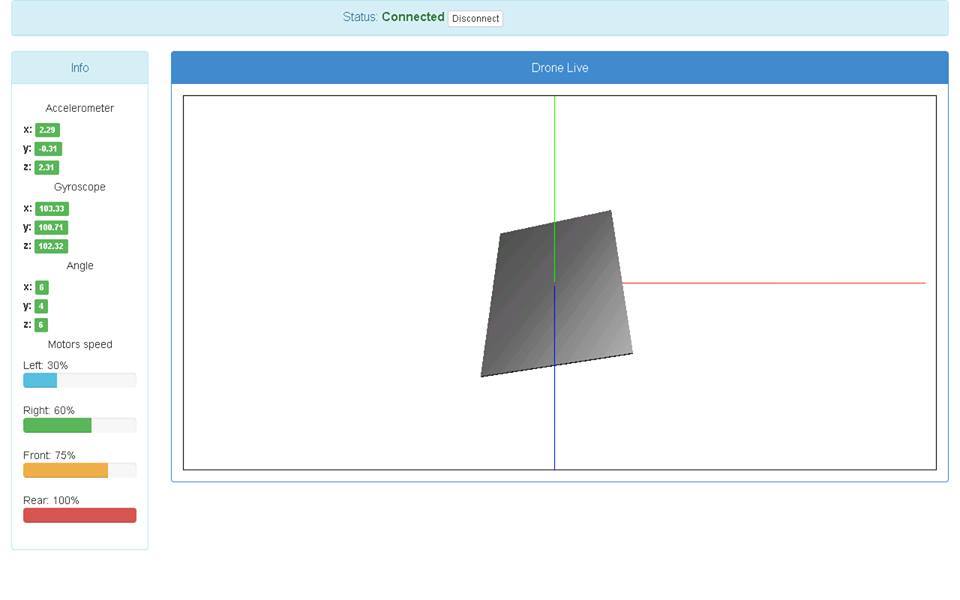 Status: Connected Disconnect
Info
Drone Live
Accelerometer
x: 2.29
y: -0.31
z: 2.31
Gyroscope
x: 103.33
y: 100.71
z: 102.32
Angle
x: 6
y: 4
z: 6
Motors speed
Left: 30%
Right: 60%
Front: 75%
Rear: 100%